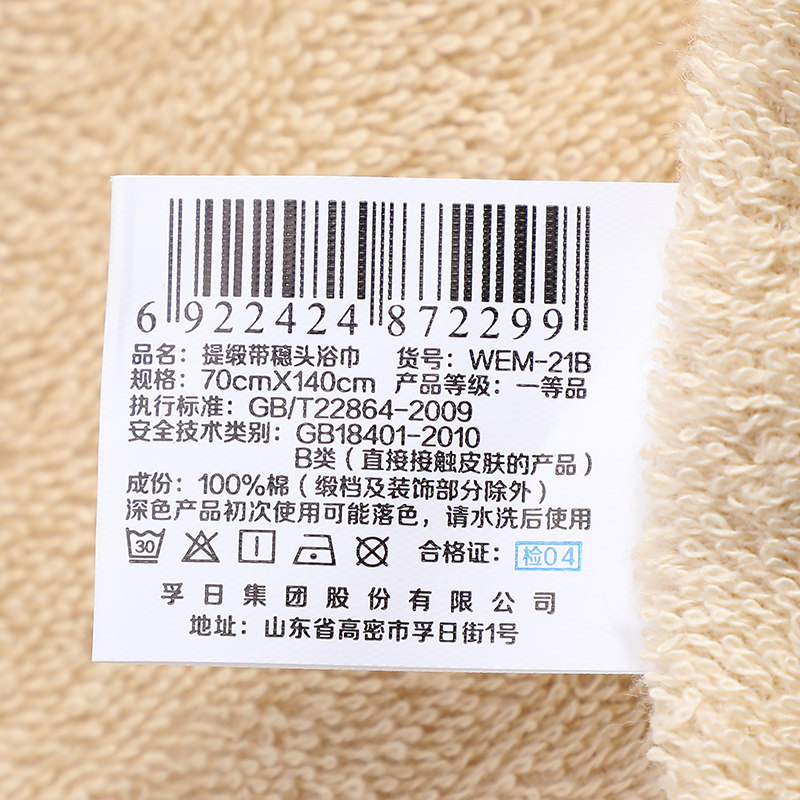 6 922424 872299
品名：提缎带穗头浴巾 货号：WEM-21B
规格：70cmX140cm 产品等级：一等品
执行标准：GB/T22864-2009
安全技术类别：GB18401-2010
B类（直接接触皮肤的产品）
成份：100%棉（缎档及装饰部分除外）
深色产品初次使用可能落色，请水洗后使用
30 合格证：检04
孚日集团股份有限公司
地址：山东省高密市孚日街1号